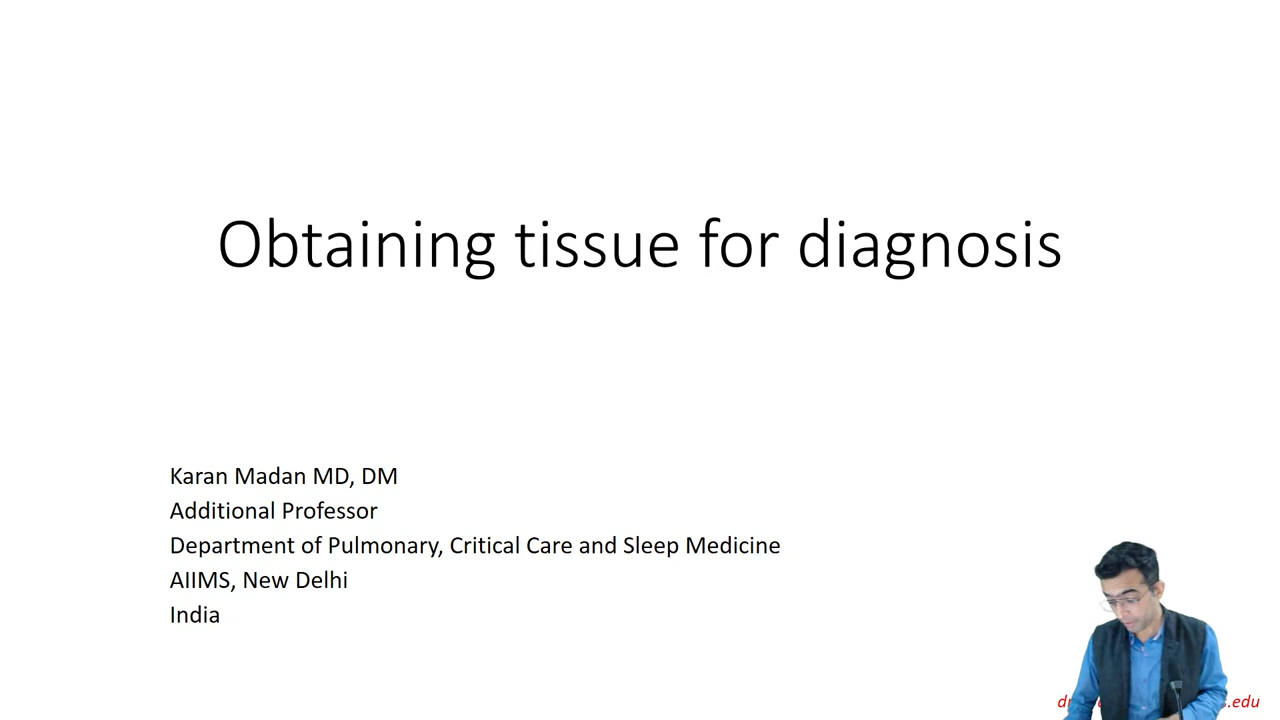 Obtaining tissue for diagnosis
Karan Madan MD, DM
Additional Professor
Department of Pulmonary, Critical Care and Sleep Medicine
AIIMS, New Delhi
India